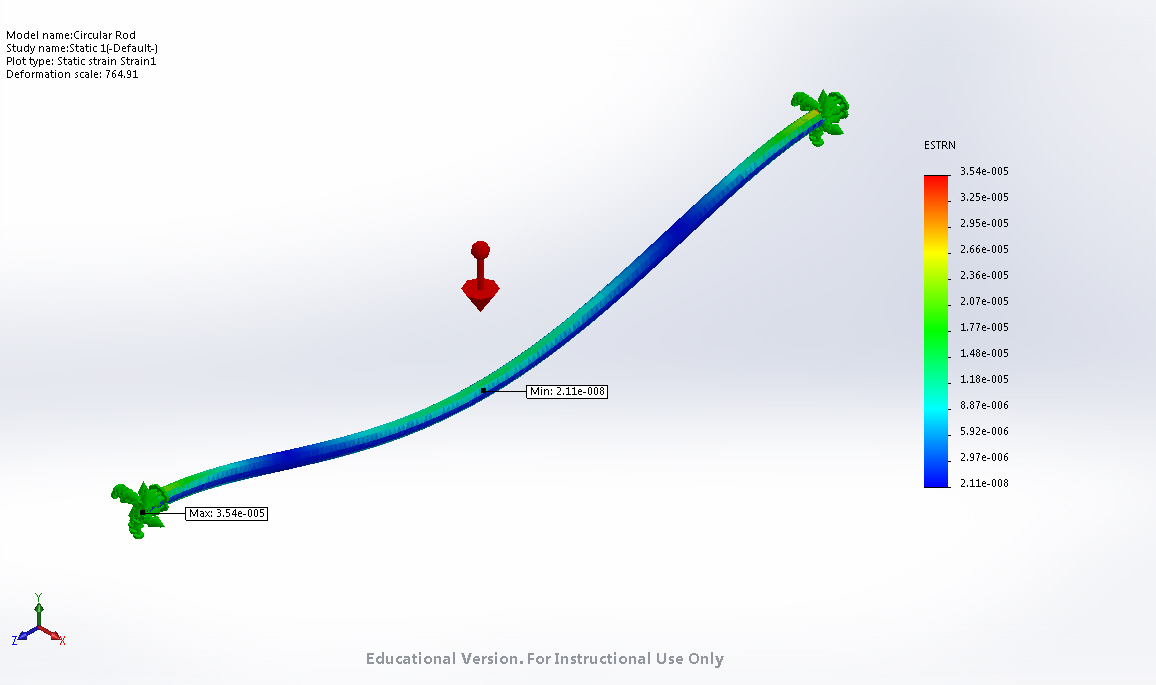 Model name:Circular Rod
Study name:Static 1(-Default-)
Plot type: Static strain Strain1
Deformation scale: 764.91
ESTRN
3.54e-005
3.25e-005
2.95e-005
2.66e-005
2.36e-005
2.07e-005
1.77e-005
1.48e-005
1.18e-005
8.87e-006
5.92e-006
2.97e-006
2.11e-008
Min: 2.11e-008
Max: 3.54e-005
Y
Z
X
Educational Version. For Instructional Use Only